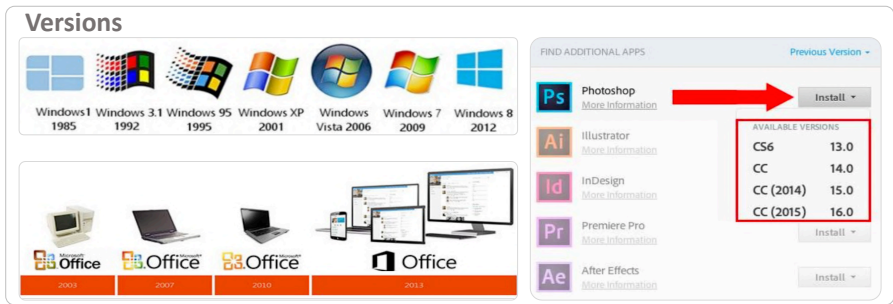 Versions
Windows1 Windows 3.1 Windows 95 Windows XP Windows Windows 7 Windows 8
1985 1992 1995 2001 Vista 2006 2009 2012
Microsoft Office Microsoft Office Microsoft Office Office
2003 2007 2010 2013
FIND ADDITIONAL APPS Previous Version
Ps Photoshop Install
More Information
AVAILABLE VERSIONS
CS6 13.0
CC 14.0
CC (2014) 15.0
CC (2015) 16.0
Ai Illustrator
More Information
Id InDesign
More Information
Pr Premiere Pro Install
More Information
Ae After Effects Install
More Information